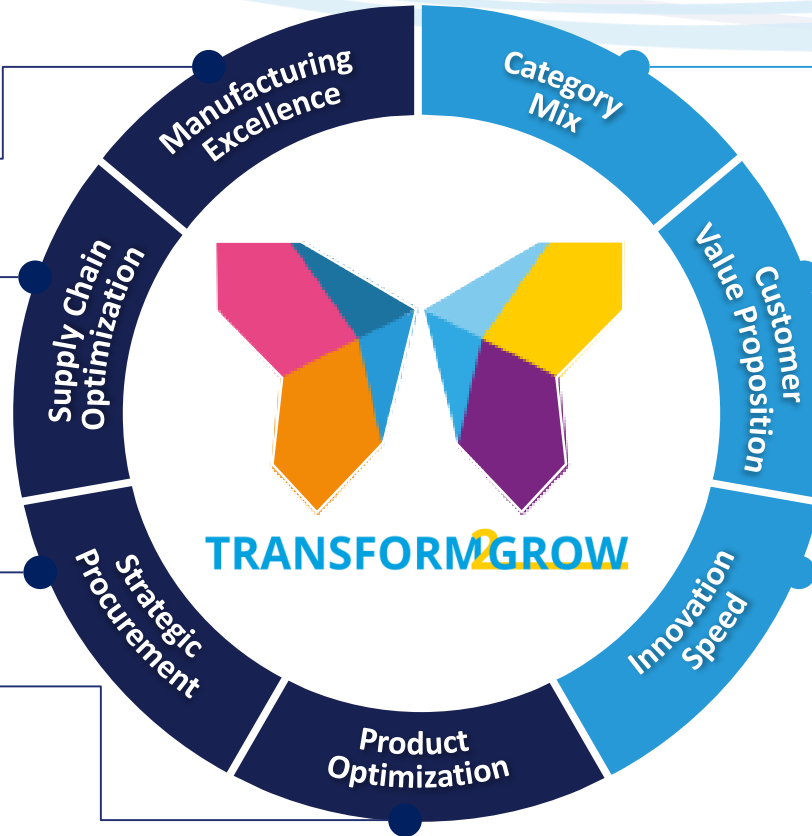 Manufacturing
Excellence
Category
Mix
Supply Chain
Optimization
Customer
Value Proposition
TRANSFORM2GROW
Strategic
Procurement
Innovation
Speed
Product
Optimization